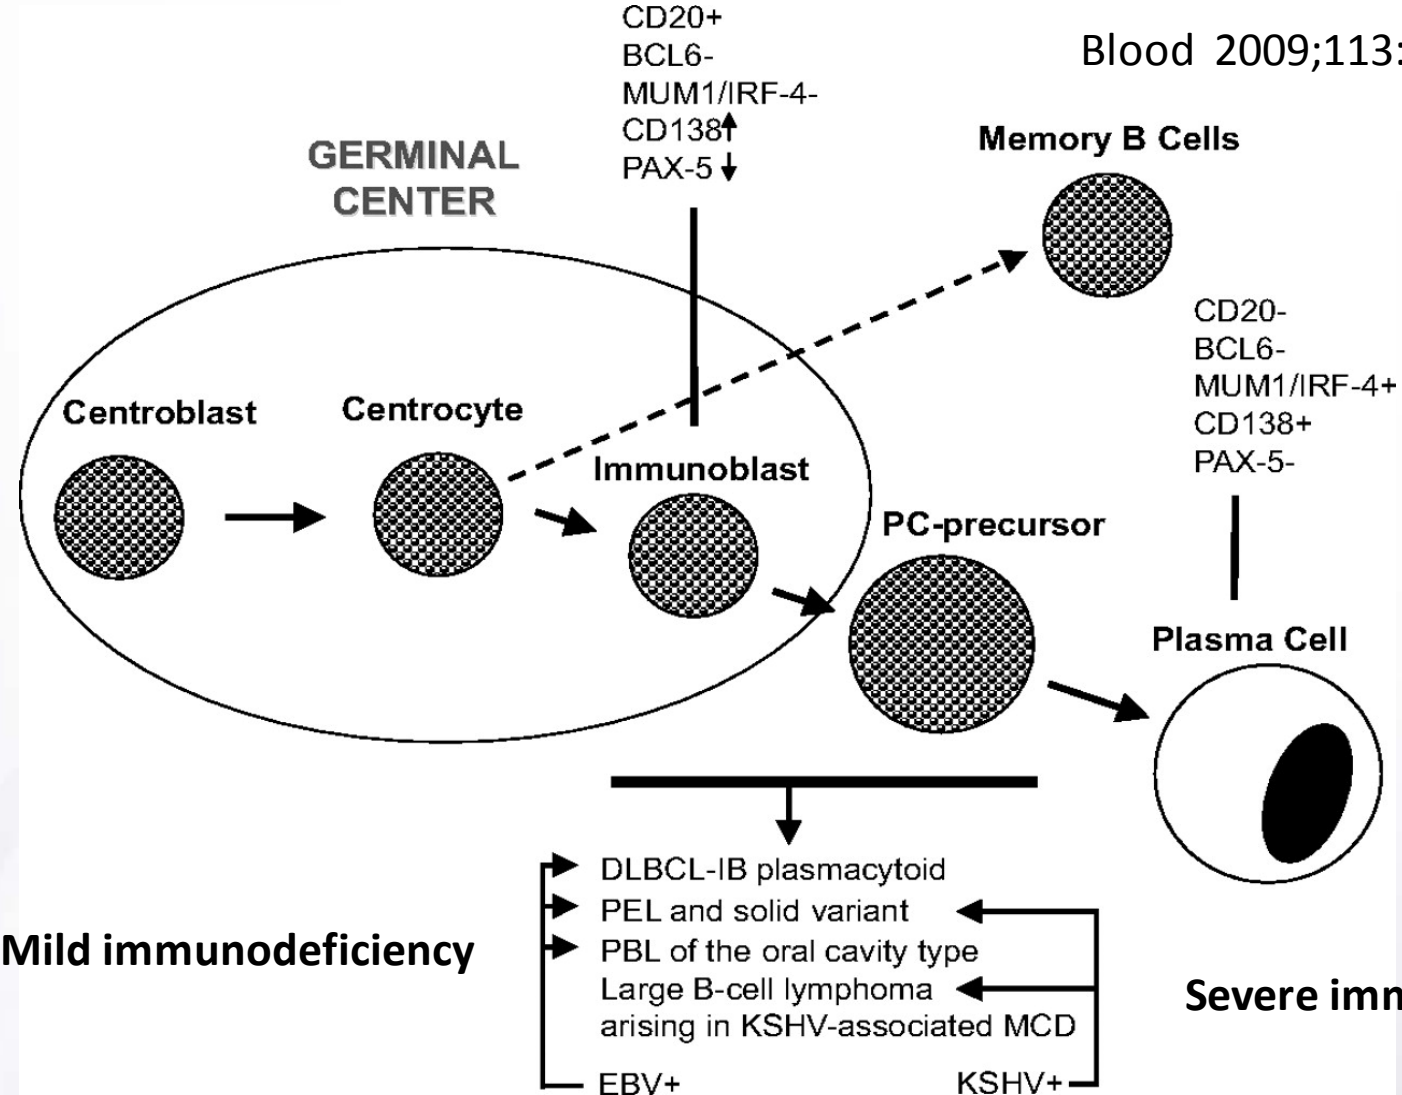 CD20+
BCL6-
MUM1/IRF-4-
CD138↑
PAX-5↓
Blood 2009;113:
GERMINAL
CENTER
Memory B Cells
CD20-
BCL6-
MUM1/IRF-4+
CD138+
PAX-5-
Centroblast
Centrocyte
Immunoblast
PC-precursor
Plasma Cell
DLBCL-IB plasmacytoid
PEL and solid variant
PBL of the oral cavity type
Large B-cell lymphoma
arising in KSHV-associated MCD
EBV+
KSHV+
Mild immunodeficiency
Severe